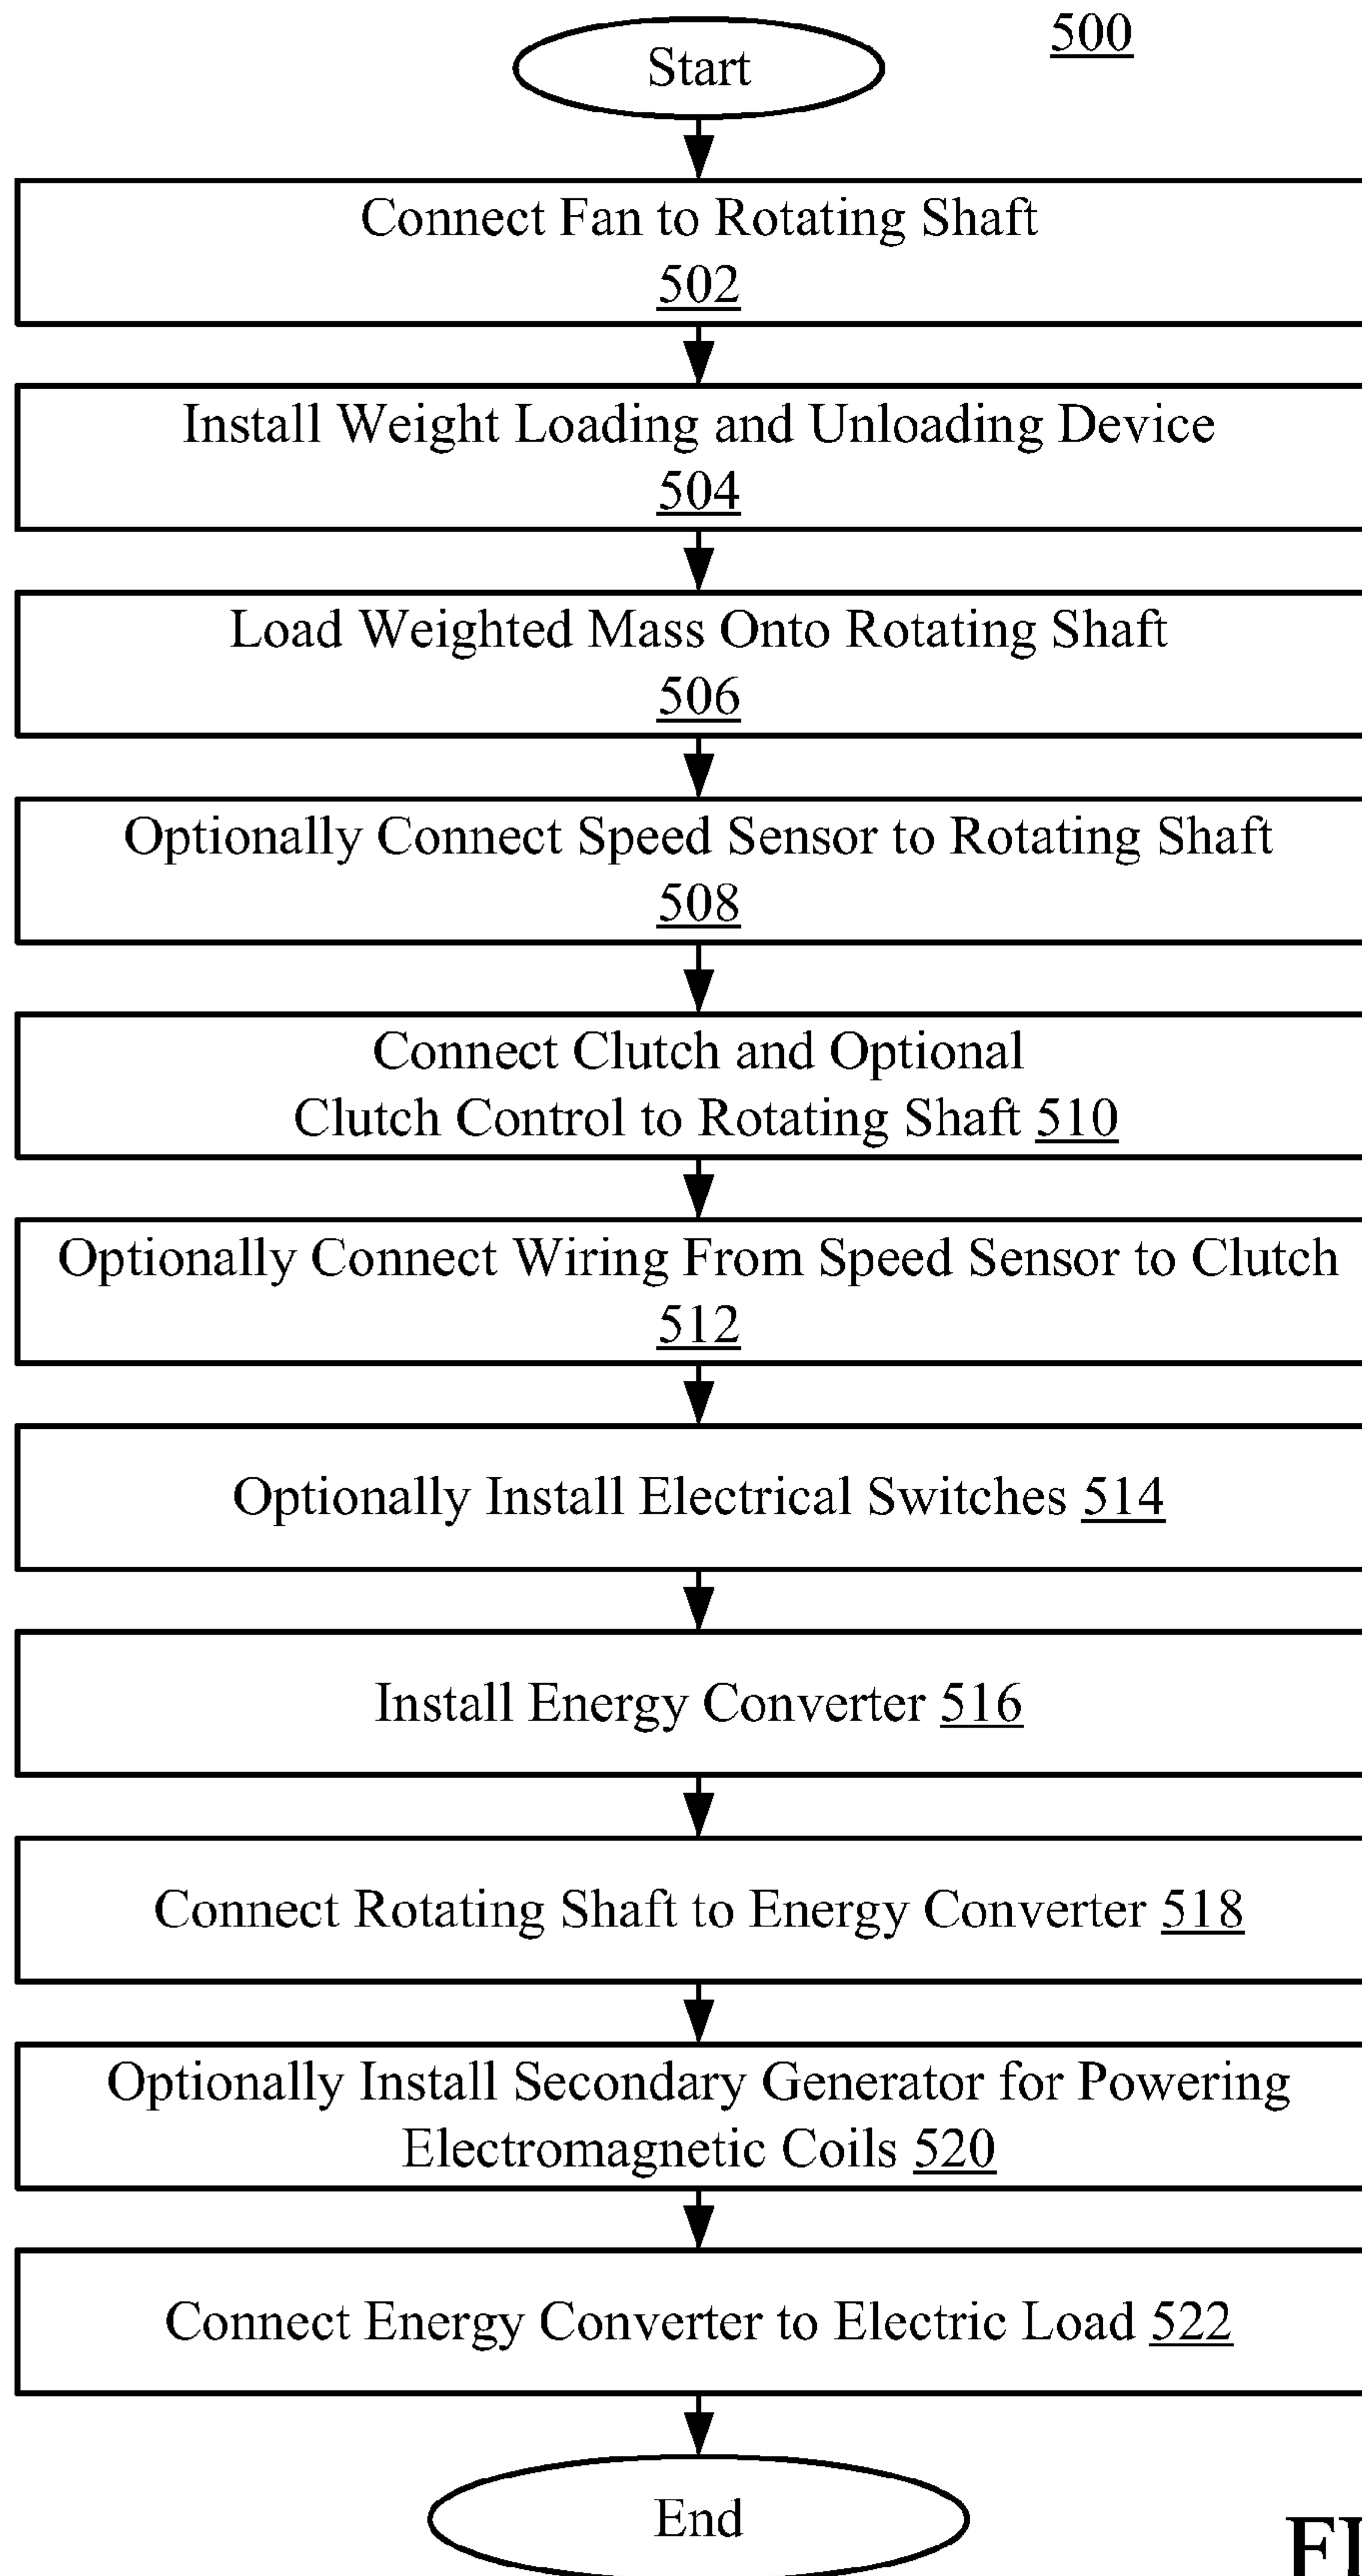 500
Start
Connect Fan to Rotating Shaft
502
Install Weight Loading and Unloading Device
504
Load Weighted Mass Onto Rotating Shaft
506
Optionally Connect Speed Sensor to Rotating Shaft
508
Connect Clutch and Optional
Clutch Control to Rotating Shaft 510
Optionally Connect Wiring From Speed Sensor to Clutch
512
Optionally Install Electrical Switches 514
Install Energy Converter 516
Connect Rotating Shaft to Energy Converter 518
Optionally Install Secondary Generator for Powering
Electromagnetic Coils 520
Connect Energy Converter to Electric Load 522
End